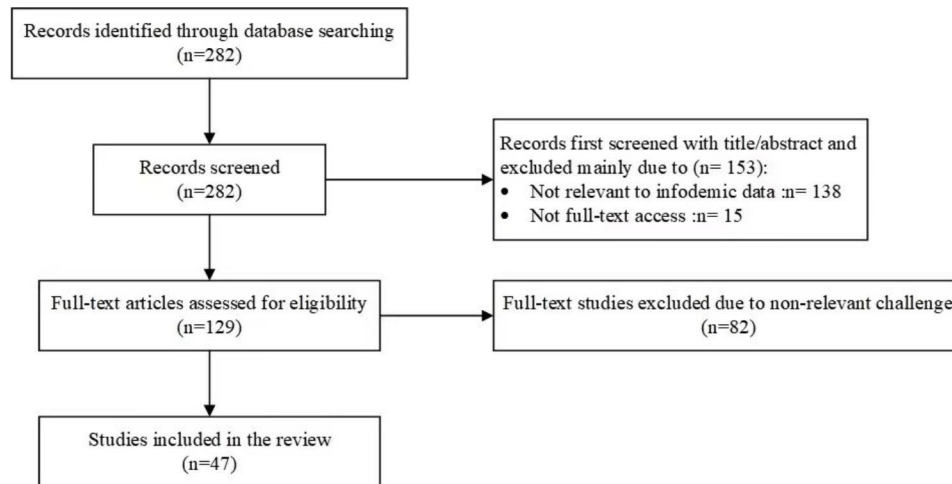 Records identified through database searching
(n=282)
Records screened
(n=282)
Records first screened with title/abstract and
excluded mainly due to (n= 153):
• Not relevant to infodemic data :n= 138
• Not full-text access :n= 15
Full-text articles assessed for eligibility
(n=129)
Full-text studies excluded due to non-relevant challenge
(n=82)
Studies included in the review
(n=47)